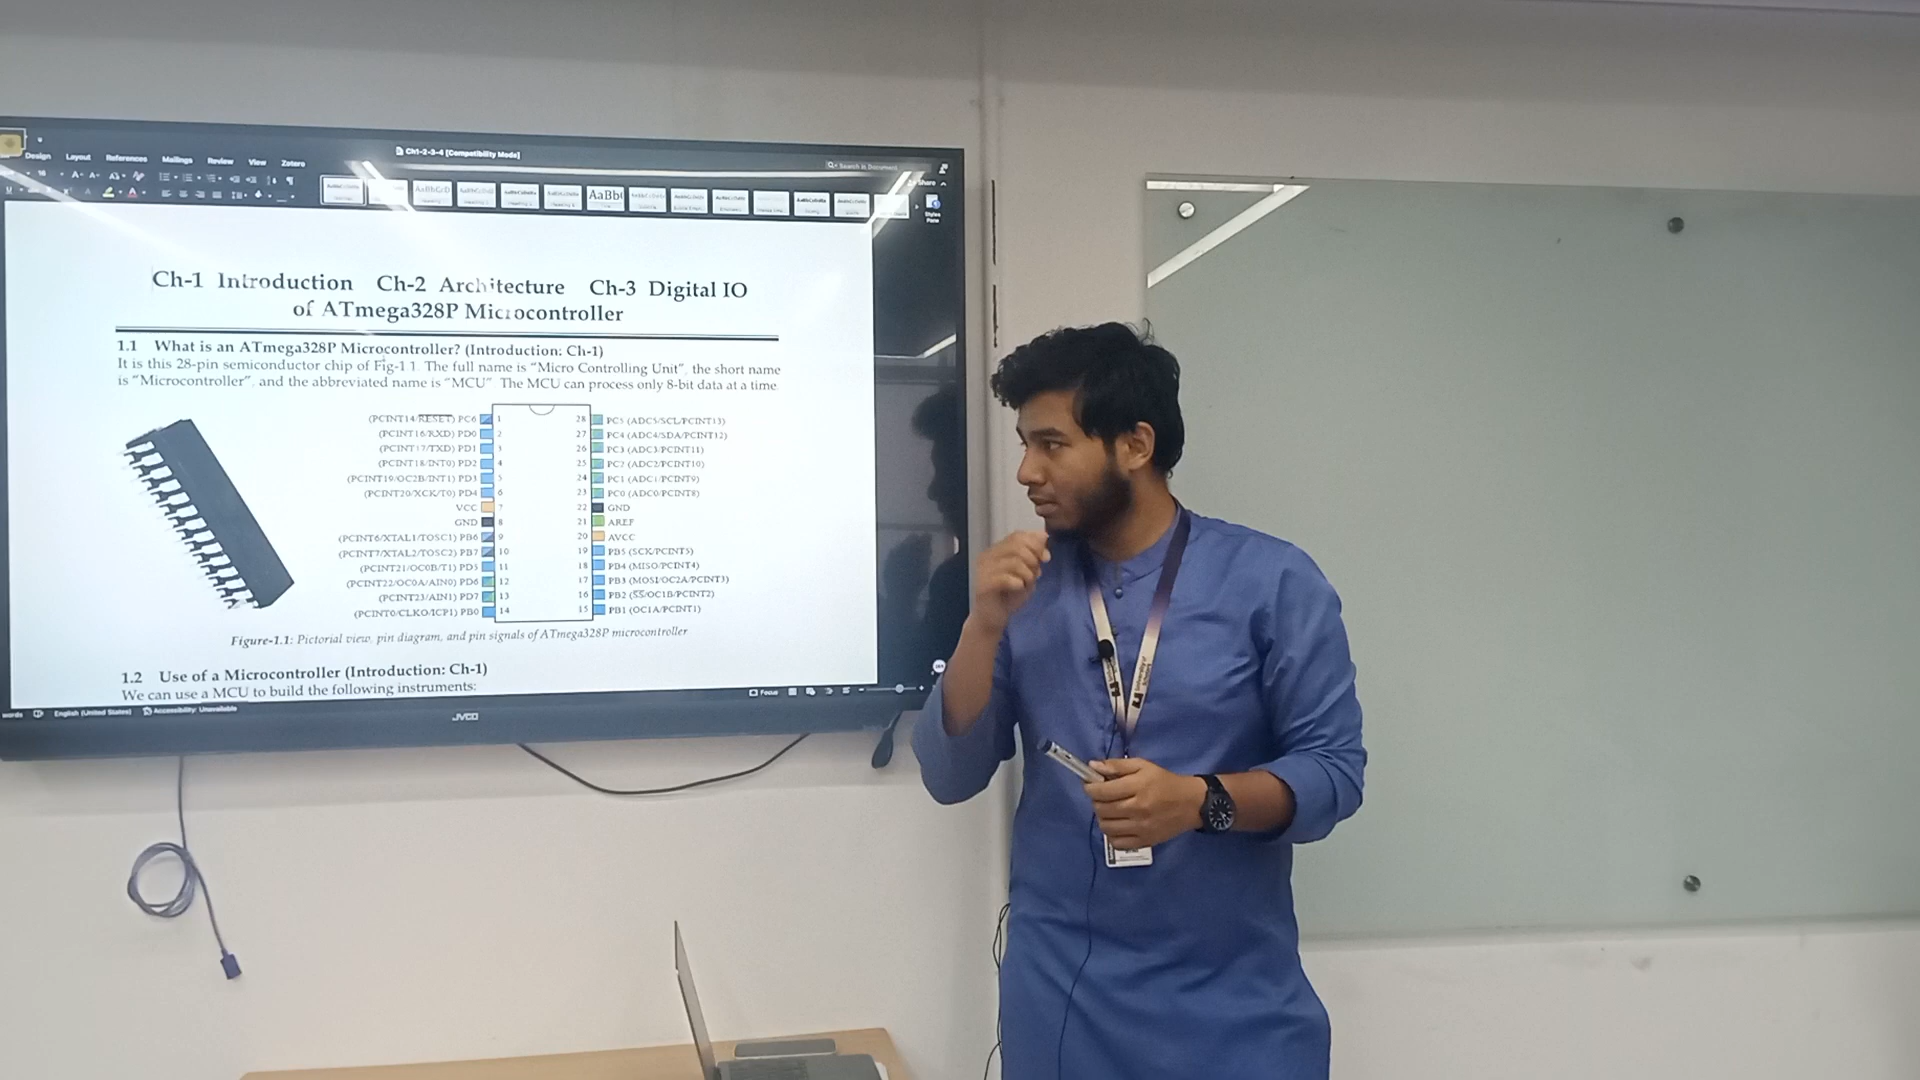 Ch1-2-3-4 [Compatibility Mode]
Search in Document
Design Layout References Mailings Review View Zotero
Share
Styles Pane
Ch-1 Introduction Ch-2 Architecture Ch-3 Digital IO
of ATmega328P Microcontroller
1.1 What is an ATmega328P Microcontroller? (Introduction: Ch-1)
It is this 28-pin semiconductor chip of Fig-1.1. The full name is "Micro Controlling Unit", the short name
is "Microcontroller", and the abbreviated name is "MCU" The MCU can process only 8-bit data at a time.
(PCINT14/RESET) PC6 1 28 PC5 (ADC5/SCL/PCINT13)
(PCINT16/RXD) PD0 2 27 PC4 (ADC4/SDA/PCINT12)
(PCINT17/TXD) PD1 3 26 PC3 (ADC3/PCINT11)
(PCINT18/INT0) PD2 4 25 PC2 (ADC2/PCINT10)
(PCINT19/OC2B/INT1) PD3 5 24 PC1 (ADC1/PCINT9)
(PCINT20/XCK/T0) PD4 6 23 PC0 (ADC0/PCINT8)
VCC 7 22 GND
GND 8 21 AREF
(PCINT6/XTAL1/TOSC1) PB6 9 20 AVCC
(PCINT7/XTAL2/TOSC2) PB7 10 19 PB5 (SCK/PCINT5)
(PCINT21/OC0B/T1) PD5 11 18 PB4 (MISO/PCINT4)
(PCINT22/OC0A/AIN0) PD6 12 17 PB3 (MOSI/OC2A/PCINT3)
(PCINT23/AIN1) PD7 13 16 PB2 (SS/OC1B/PCINT2)
(PCINT0/CLKO/ICP1) PB0 14 15 PB1 (OC1A/PCINT1)
Figure-1.1: Pictorial view, pin diagram, and pin signals of ATmega328P microcontroller
1.2 Use of a Microcontroller (Introduction: Ch-1)
We can use a MCU to build the following instruments:
words English (United States) Accessibility: Unavailable Focus
JVCO